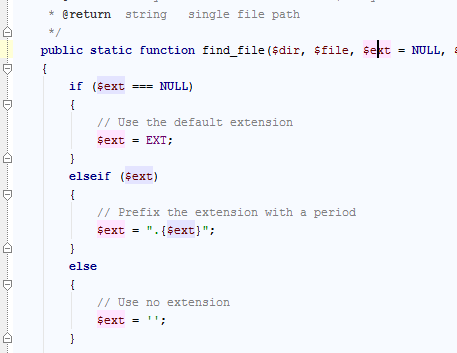 * @return string single file path
*/
public static function find_file($dir, $file, $ext = NULL,
{
if ($ext === NULL)
{
// Use the default extension
$ext = EXT;
}
elseif ($ext)
{
// Prefix the extension with a period
$ext = ".{$ext}";
}
else
{
// Use no extension
$ext = '';
}